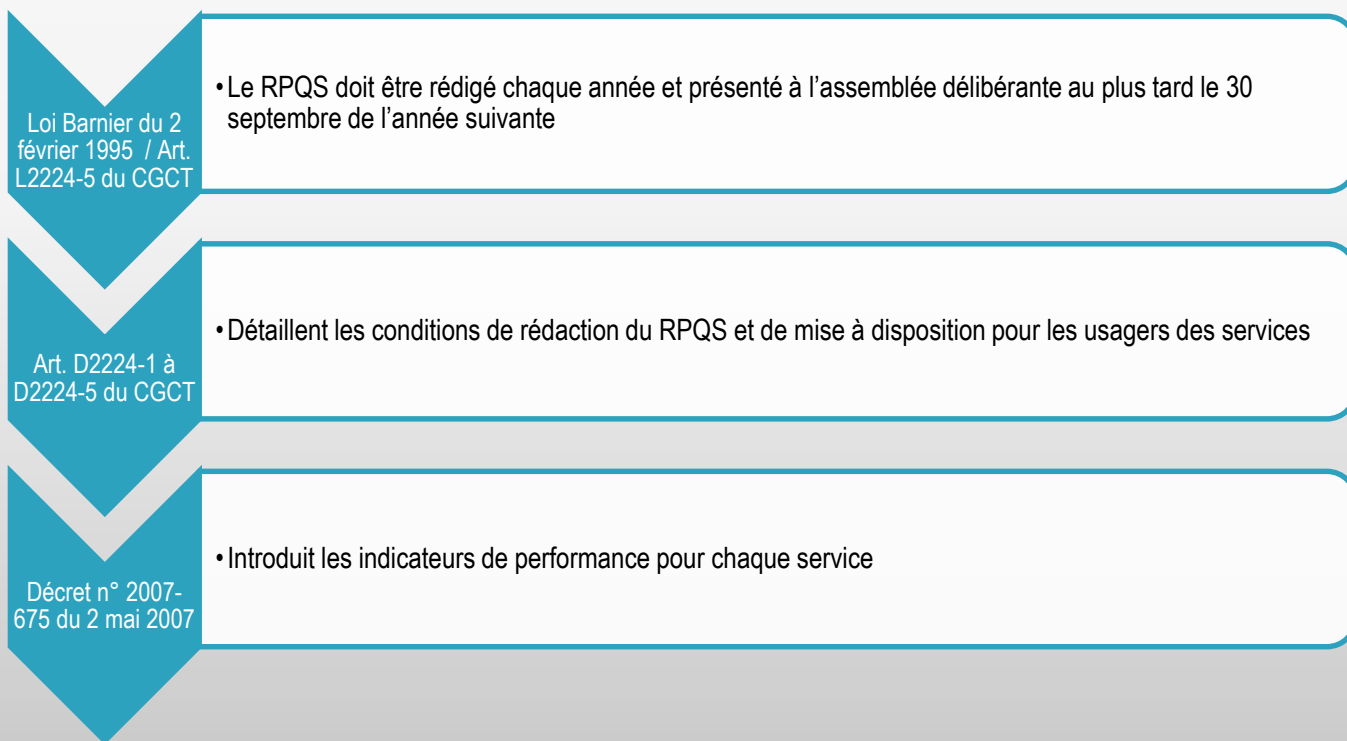 Loi Barnier du 2
février 1995 / Art.
L2224-5 du CGCT
•Le RPQS doit être rédigé chaque année et présenté à l'assemblée délibérante au plus tard le 30
septembre de l'année suivante
Art. D2224-1 à
D2224-5 du CGCT
•Détaillent les conditions de rédaction du RPQS et de mise à disposition pour les usagers des services
Décret n° 2007-
675 du 2 mai 2007
•Introduit les indicateurs de performance pour chaque service